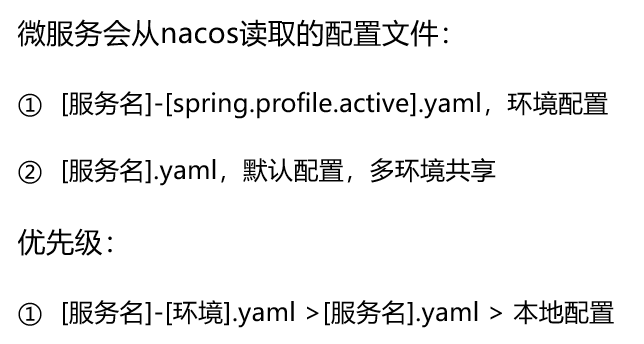 微服务会从nacos读取的配置文件：
① [服务名]-[spring.profile.active].yaml，环境配置
② [服务名].yaml，默认配置，多环境共享
优先级：
① [服务名]-[环境].yaml >[服务名].yaml > 本地配置